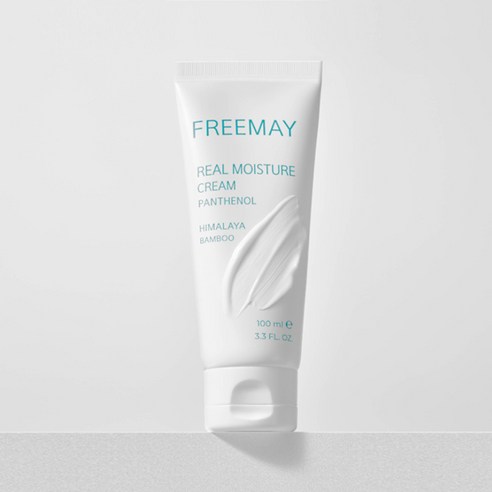 FREEMAY
REAL MOISTURE
CREAM
PANTHENOL
HIMALAYA
BAMBOO
100 ml ℮
3.3 FL. OZ.